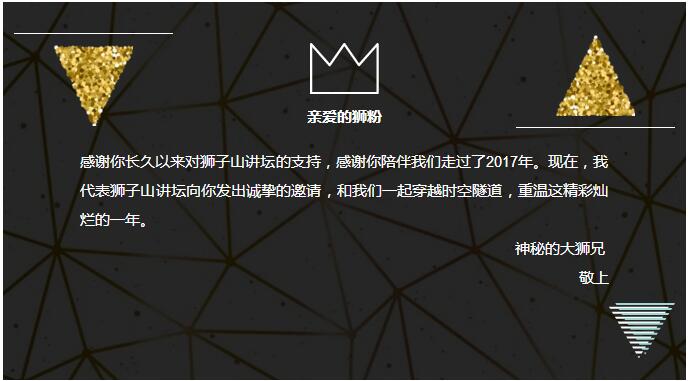 亲爱的狮粉
感谢你长久以来对狮子山讲坛的支持，感谢你陪伴我们走过了2017年。现在，我
代表狮子山讲坛向你发出诚挚的邀请，和我们一起穿越时空隧道，重温这精彩灿
烂的一年。
神秘的大狮兄
敬上